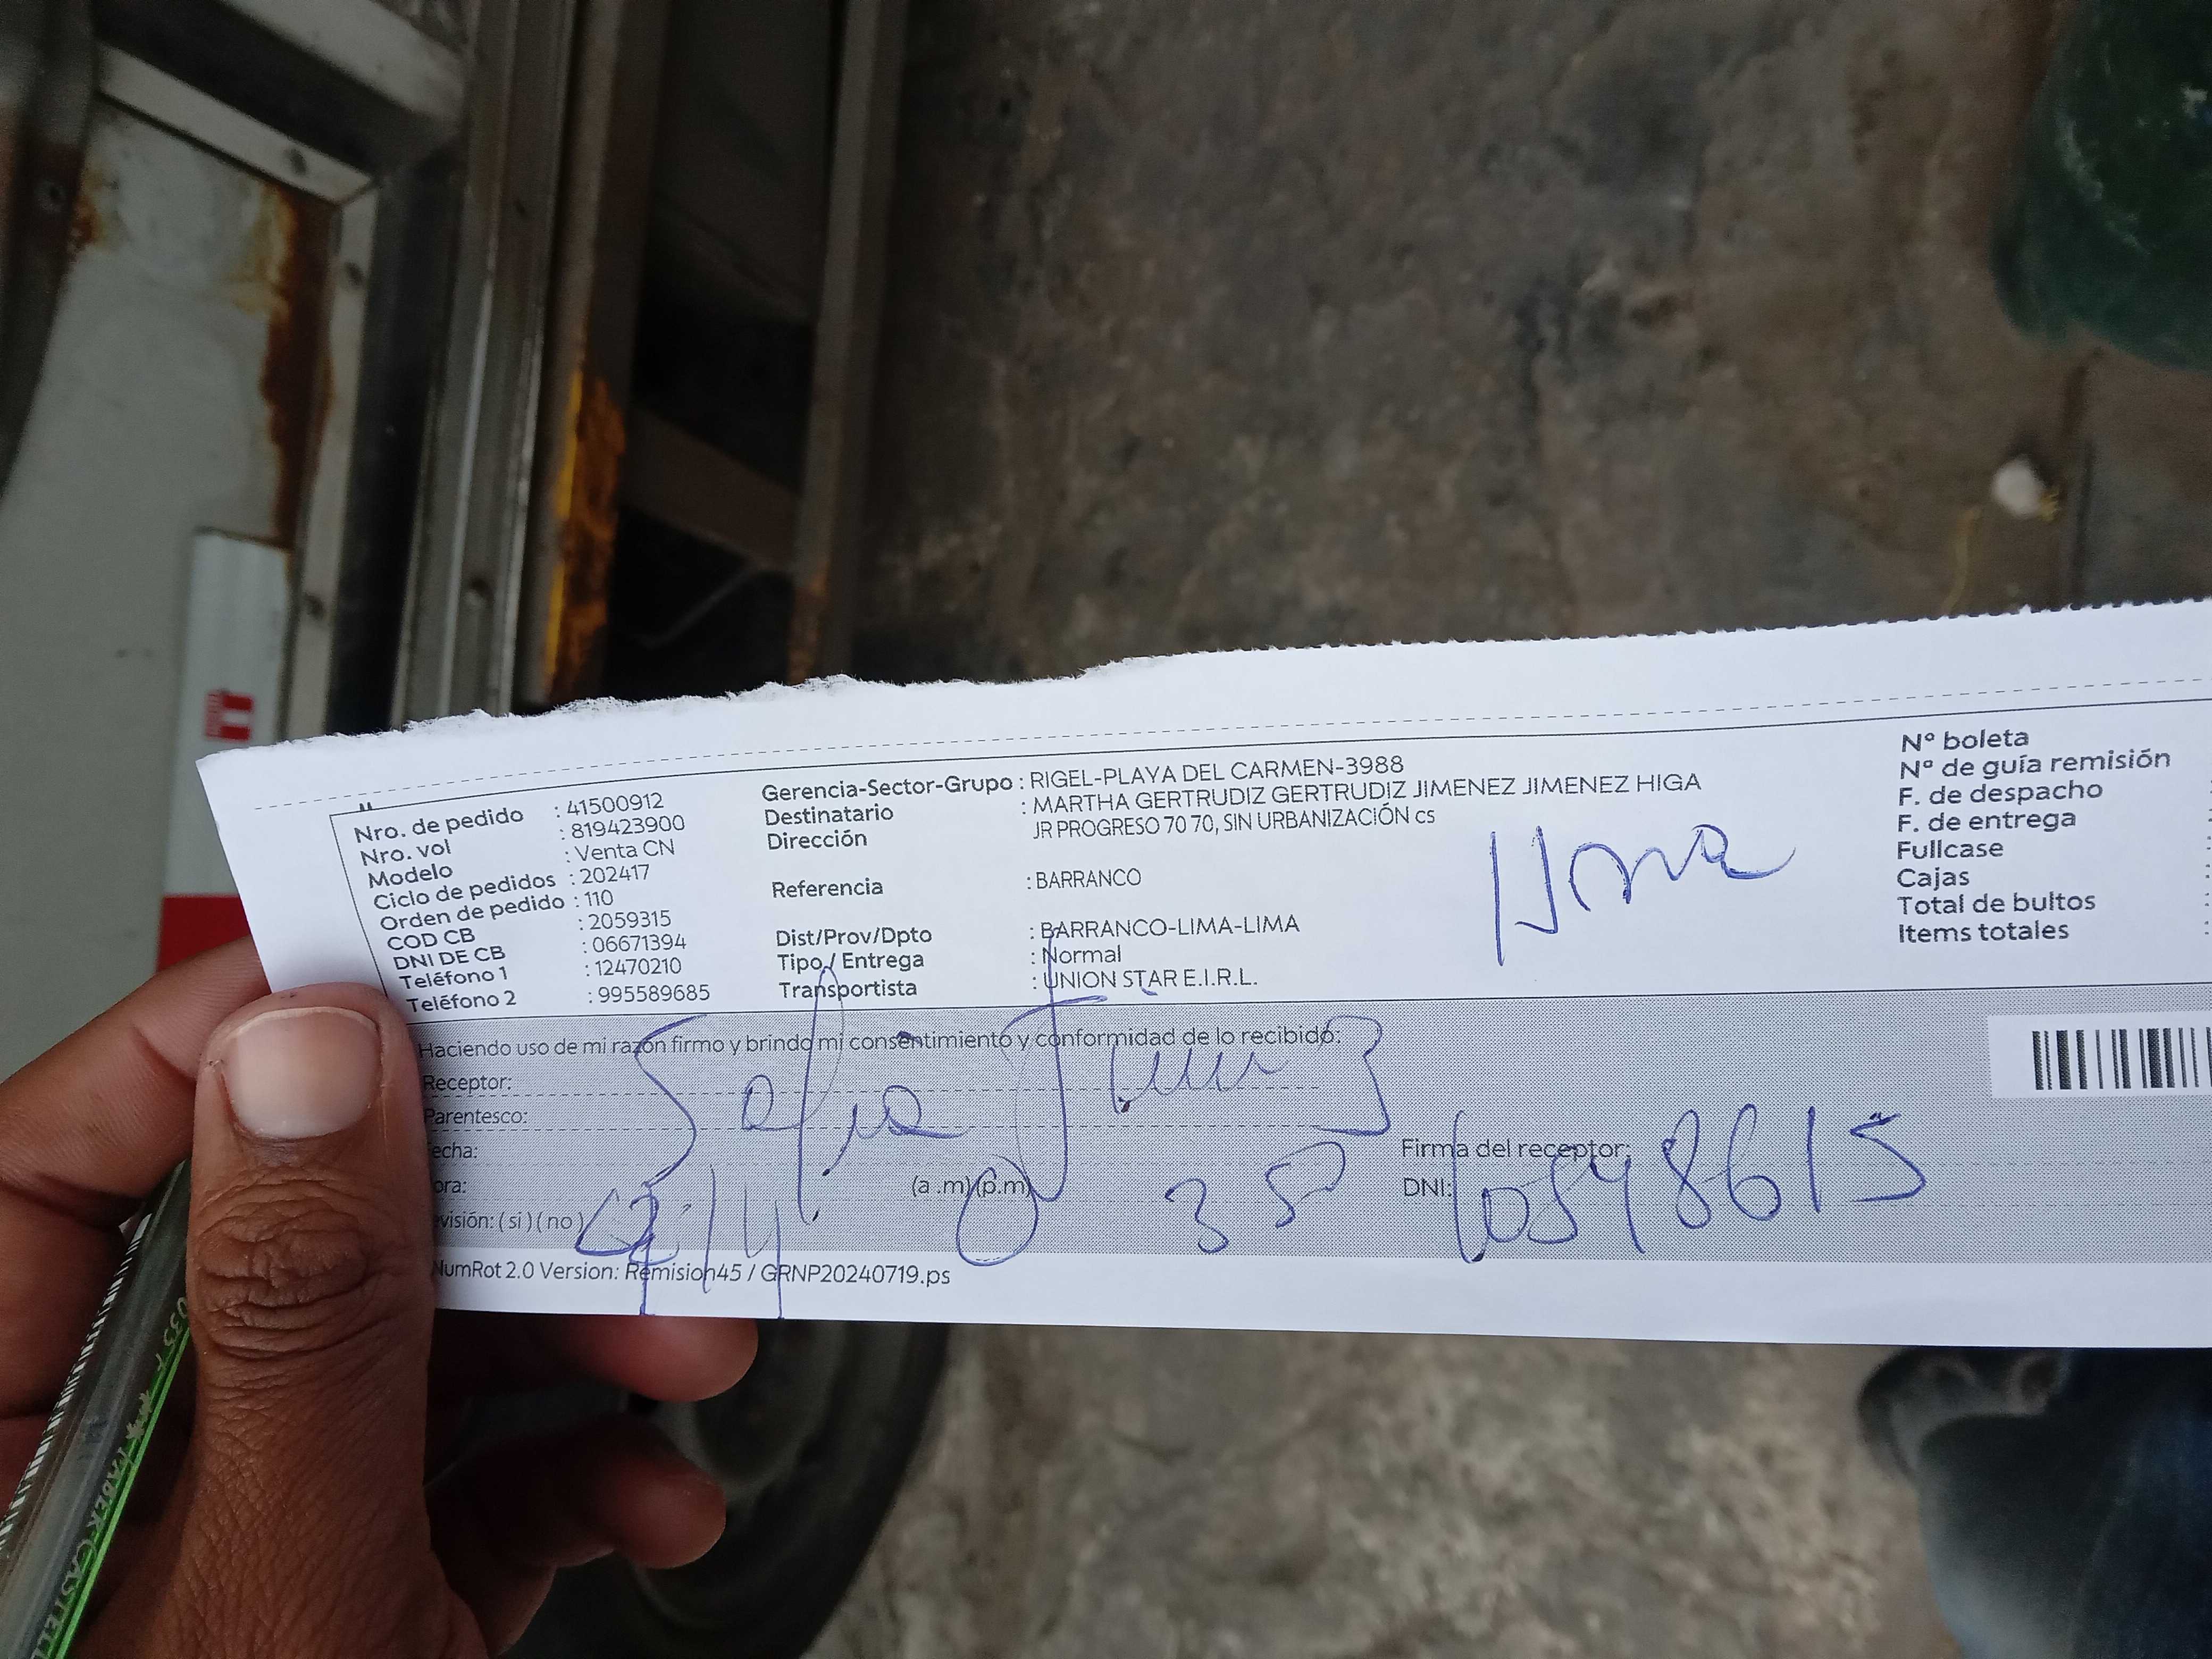 Nro. de pedido : 41500912
Nro. vol : 819423900
Modelo : Venta CN
Ciclo de pedidos : 202417
Orden de pedido : 110
COD CB : 2059315
DNI DE CB : 06671394
Teléfono 1 : 12470210
Teléfono 2 : 995589685
Gerencia-Sector-Grupo : RIGEL-PLAYA DEL CARMEN-3988
Destinatario : MARTHA GERTRUDIZ GERTRUDIZ JIMENEZ JIMENEZ HIGA
Dirección JR PROGRESO 70 70, SIN URBANIZACIÓN cs
Referencia : BARRANCO
Dist/Prov/Dpto : BARRANCO-LIMA-LIMA
Tipo / Entrega : Normal
Transportista : UNION STAR E.I.R.L.
Nº boleta
Nº de guía remisión
F. de despacho
F. de entrega
Fullcase
Cajas
Total de bultos
Items totales
Haciendo uso de mi razón firmo y brindo mi consentimiento y conformidad de lo recibido:
Receptor:
Parentesco:
echa:
ora: (a .m)(p.m)
evisión: ( si ) ( no )
Firma del receptor:
DNI:
NumRot 2.0 Version: Remision45 / GRNP20240719.ps